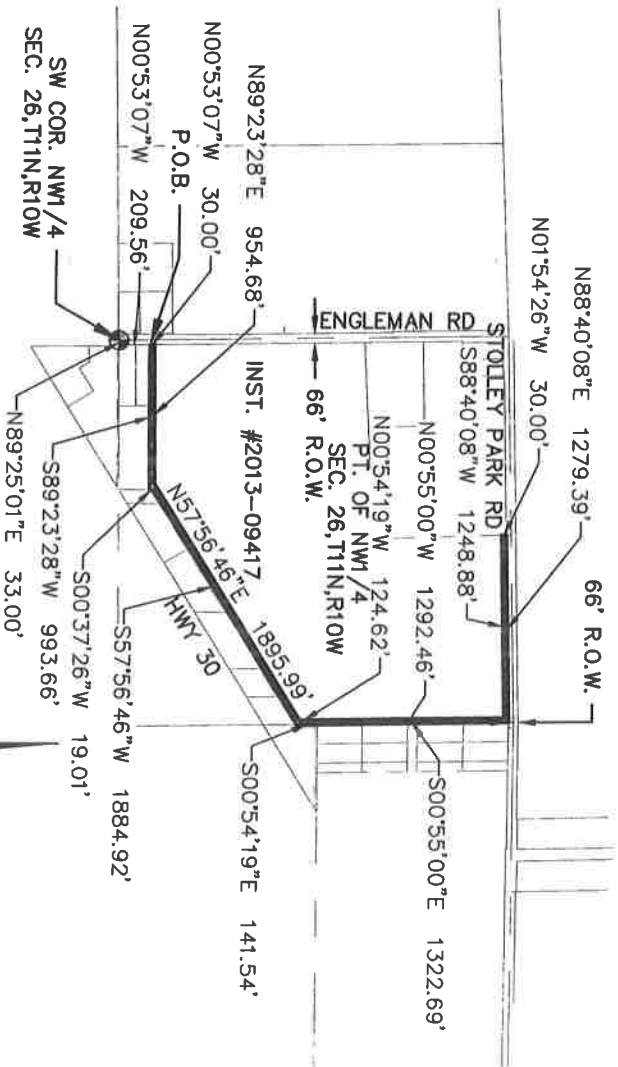 N88°40'08"E 1279.39'
66' R.O.W.
N01°54'26"W 30.00'
STOLLEY PARK RD
S88°40'08"W 1248.88'
ENGLEMAN RD
N00°55'00"W 1292.46'
S00°55'00"E 1322.69'
PT. OF NW1/4
SEC. 26,T11N,R10W
N00°54'19"W 124.62'
66' R.O.W.
S00°54'19"E 141.54'
INST. #2013-09417
N57°56'46"E 1895.99'
HWY 30
S57°56'46"W 1884.92'
N89°23'28"E 954.68'
N00°53'07"W 30.00'
P.O.B.
N00°53'07"W 209.56'
S00°37'26"W 19.01'
S89°23'28"W 993.66'
N89°25'01"E 33.00'
SW COR. NW1/4
SEC. 26,T11N,R10W